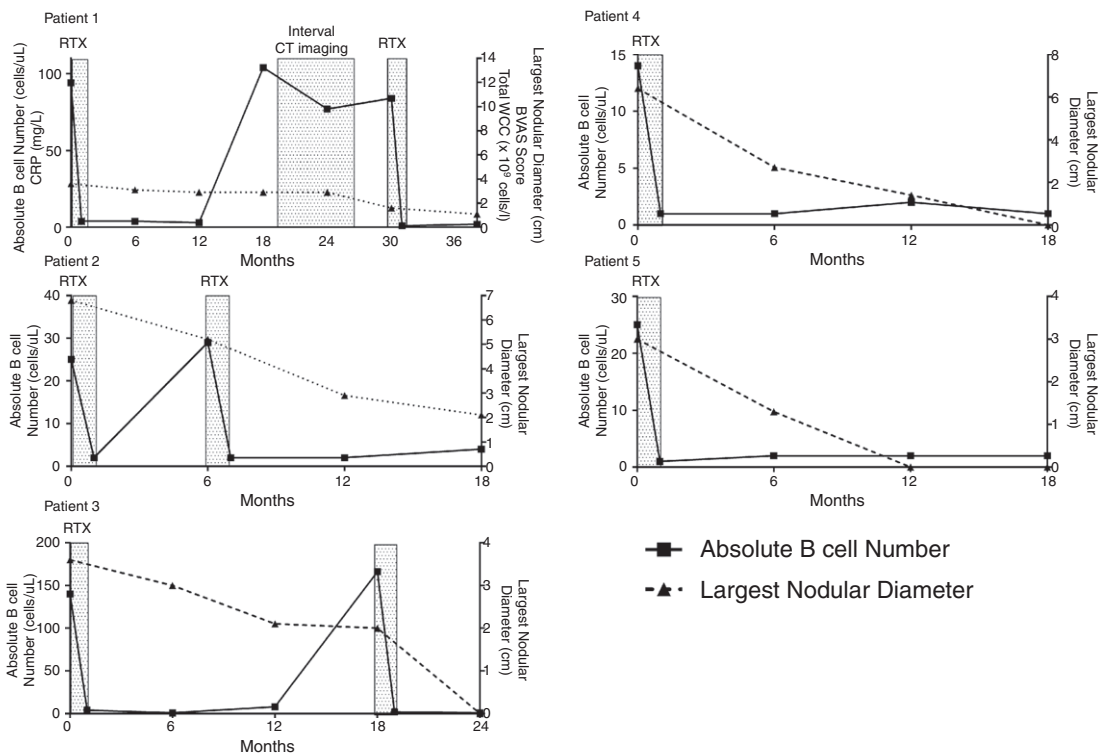 Patient 1
RTX
Interval
CT imaging
RTX
Absolute B cell Number (cells/uL)
CRP (mg/L)
100
50
0
14
12
10
8
6
4
2
0
Largest Nodular Diameter (cm)
BVAS Score
Total WCC (x 10⁹ cells/l)
0 6 12 18 24 30 36
Months
Patient 2
RTX
RTX
Absolute B cell
Number (cells/uL)
40
30
20
10
0
7
6
5
4
3
2
1
0
Largest Nodular
Diameter (cm)
0 6 12 18
Months
Patient 3
RTX
Absolute B cell
Number (cells/uL)
200
150
100
50
0
4
3
2
1
0
Largest Nodular
Diameter (cm)
0 6 12 18 24
Months
Patient 4
RTX
Absolute B cell
Number (cells/uL)
15
10
5
0
8
6
4
2
0
Largest Nodular
Diameter (cm)
0 6 12 18
Months
Patient 5
RTX
Absolute B cell
Number (cells/uL)
30
20
10
0
4
3
2
1
0
Largest Nodular
Diameter (cm)
0 6 12 18
Months
Absolute B cell Number
Largest Nodular Diameter